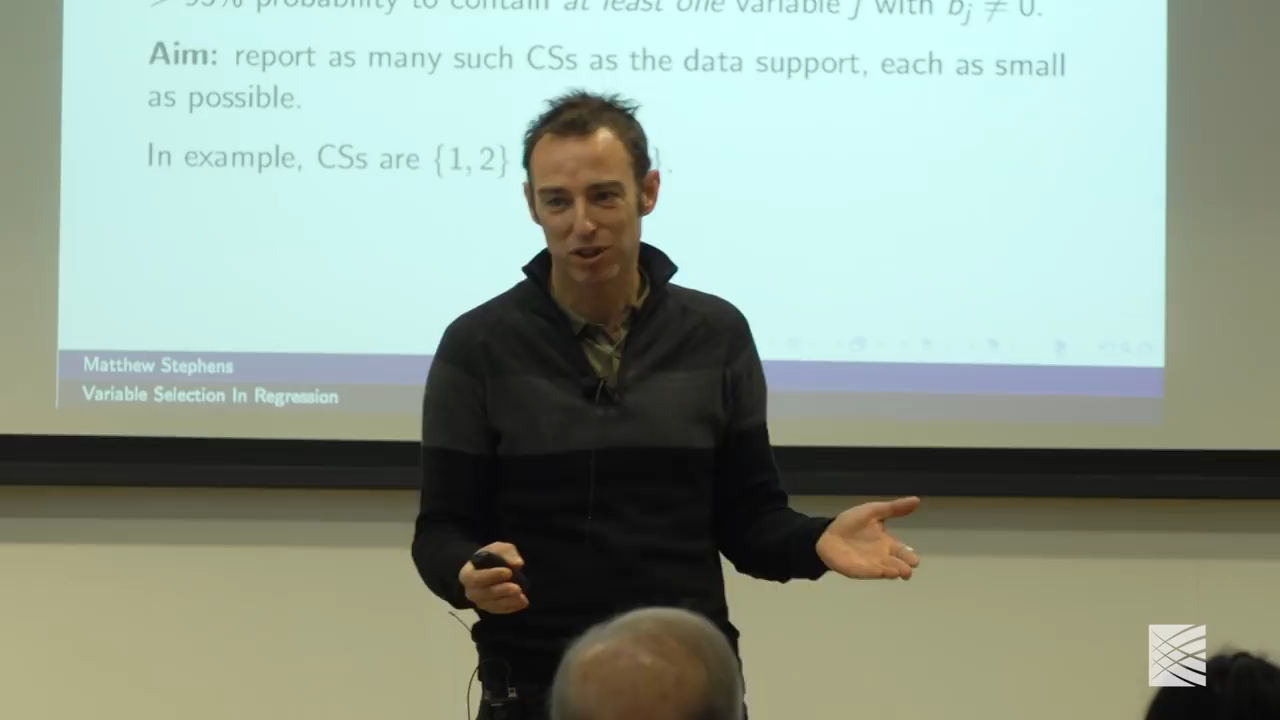 > 95% probability to contain at least one variable j with bj ≠ 0.
Aim: report as many such CSs as the data support, each as small
as possible.
In example, CSs are {1, 2} }.
Matthew Stephens
Variable Selection In Regression